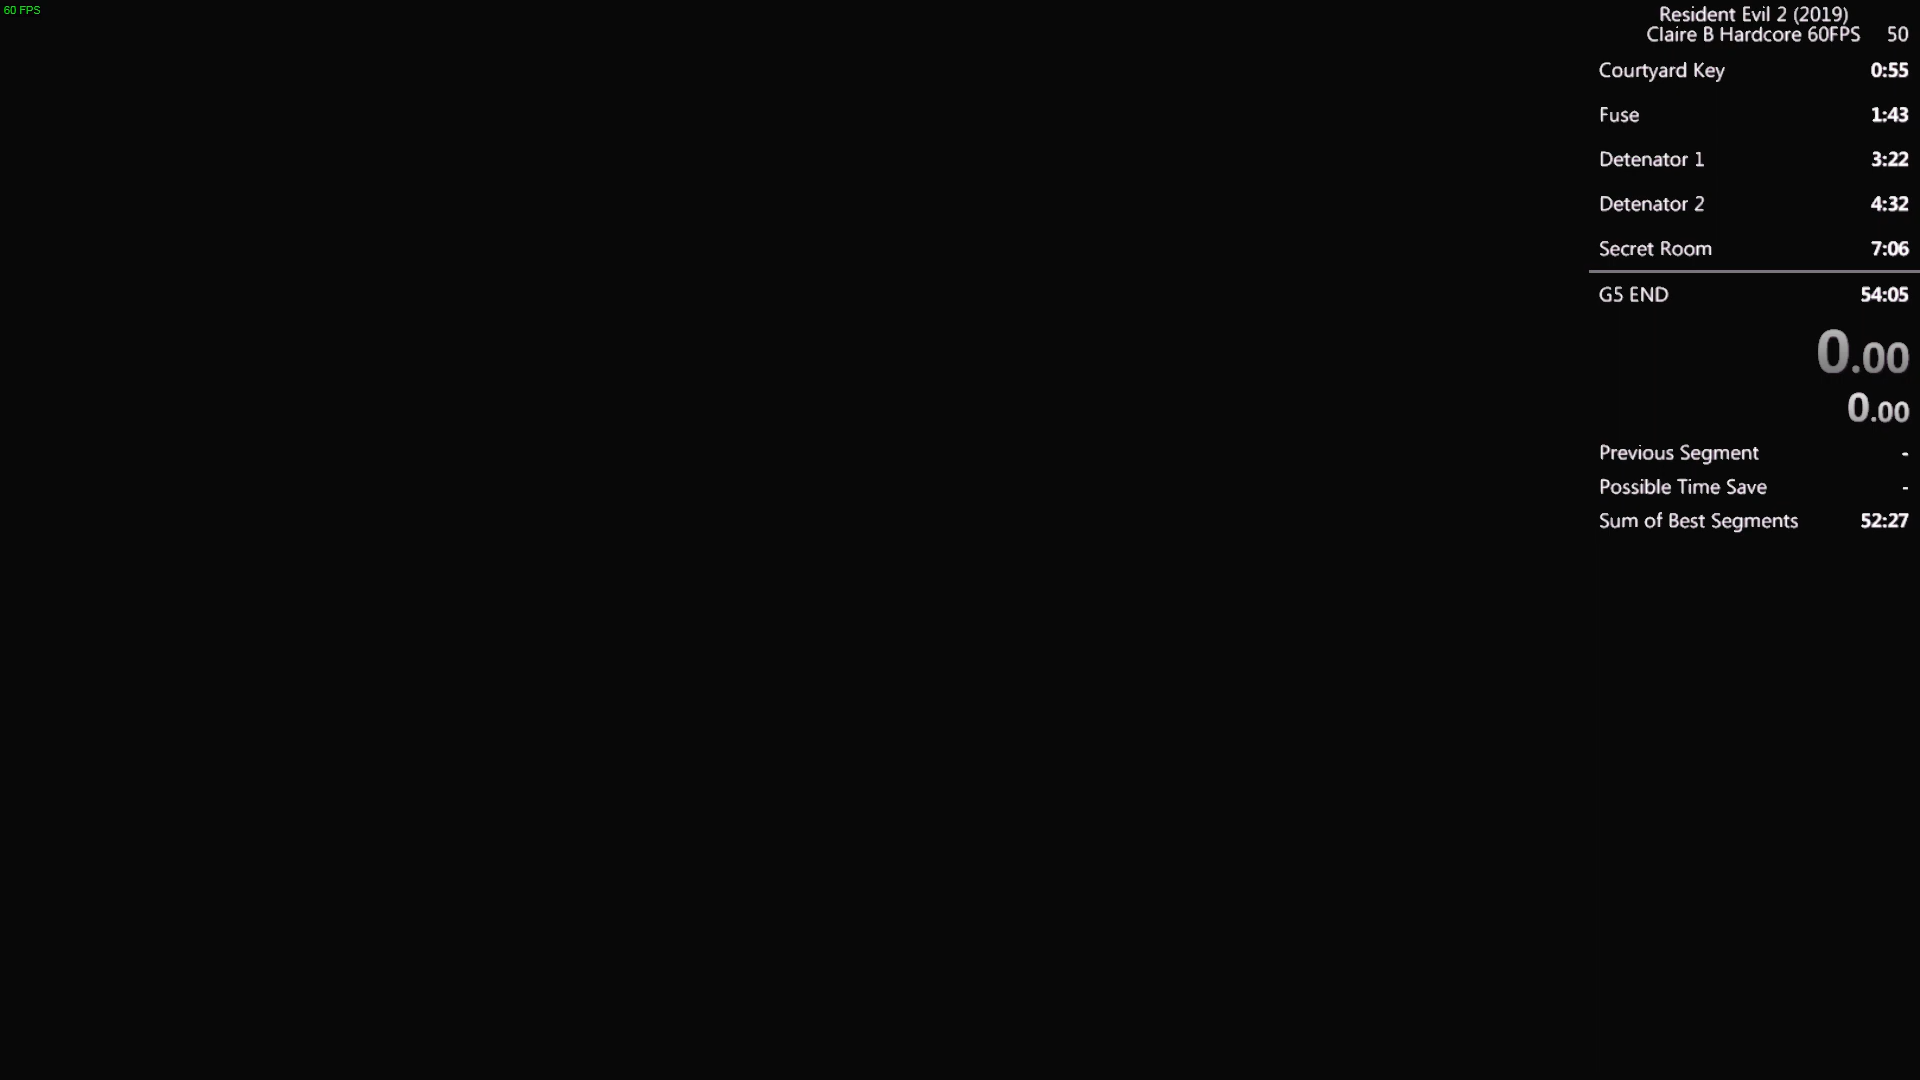 60 FPS
Resident Evil 2 (2019)
Claire B Hardcore 60FPS 50
Courtyard Key 0:55
Fuse 1:43
Detenator 1 3:22
Detenator 2 4:32
Secret Room 7:06
G5 END 54:05
0.00
0.00
Previous Segment -
Possible Time Save -
Sum of Best Segments 52:27